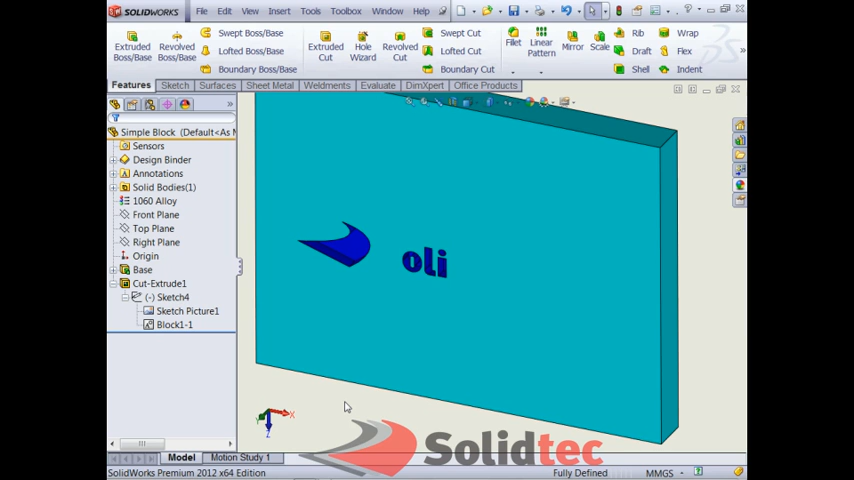 SOLIDWORKS File Edit View Insert Tools Toolbox Window Help
Extruded Boss/Base
Revolved Boss/Base
Swept Boss/Base
Lofted Boss/Base
Boundary Boss/Base
Extruded Cut
Hole Wizard
Revolved Cut
Swept Cut
Lofted Cut
Boundary Cut
Fillet
Linear Pattern
Mirror
Scale
Rib
Draft
Shell
Wrap
Flex
Indent
Features Sketch Surfaces Sheet Metal Weldments Evaluate DimXpert Office Products
Simple Block (Default<As M
Sensors
Design Binder
Annotations
Solid Bodies(1)
1060 Alloy
Front Plane
Top Plane
Right Plane
Origin
Base
Cut-Extrude1
(-) Sketch4
Sketch Picture1
Block1-1
oli
X
Y
Z
Solidtec
Model Motion Study 1
SolidWorks Premium 2012 x64 Edition Fully Defined MMGS